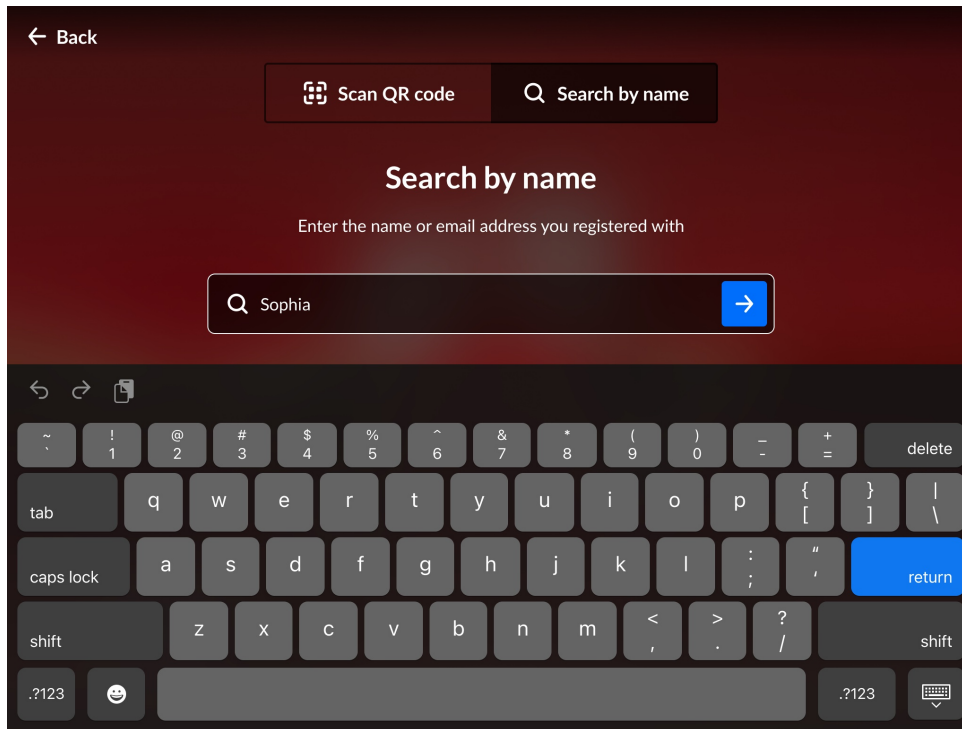 Back
Scan QR code
Search by name
Search by name
Enter the name or email address you registered with
Sophia
~ ! @ # $ % ^ & * ( ) _ +
` 1 2 3 4 5 6 7 8 9 0 - = delete
tab q w e r t y u i o p { [ } ] | \
caps lock a s d f g h j k l : ; " ' return
shift z x c v b n m < , > . ? / shift
.?123 .?123